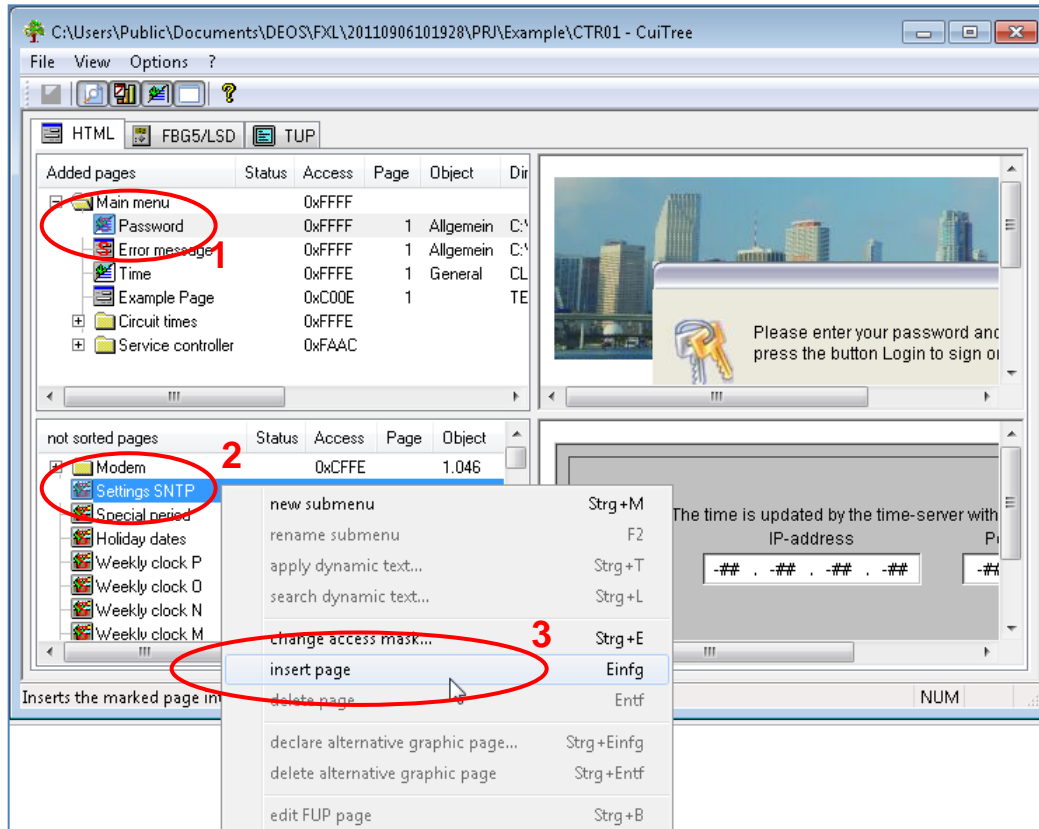 C:\Users\Public\Documents\DEOS\FXL\20110906101928\PRJ\Example\CTR01 - CuiTree
File View Options ?
HTML FBG5/LSD TUP
Added pages Status Access Page Object Dir
Main menu 0xFFFF
Password 0xFFFF 1 Allgemein C:\
1
Error message 0xFFFF 1 Allgemein C:\
Time 0xFFFE 1 General CL
Example Page 0xC00E 1 TE
Circuit times 0xFFFE
Service controller 0xFAAC
Please enter your password and
press the button Login to sign on
not sorted pages Status Access Page Object
2
Modem 0xCFFE 1.046
Settings SNTP
Special period
Holiday dates
Weekly clock P
Weekly clock O
Weekly clock N
Weekly clock M
The time is updated by the time-server with
IP-address
-## . -## . -## . -## -##
new submenu Strg+M
rename submenu F2
apply dynamic text... Strg+T
search dynamic text... Strg+L
change access mask... Strg+E
3
insert page Einfg
delete page Entf
declare alternative graphic page... Strg+Einfg
delete alternative graphic page Strg+Entf
edit FUP page Strg+B
Inserts the marked page NUM